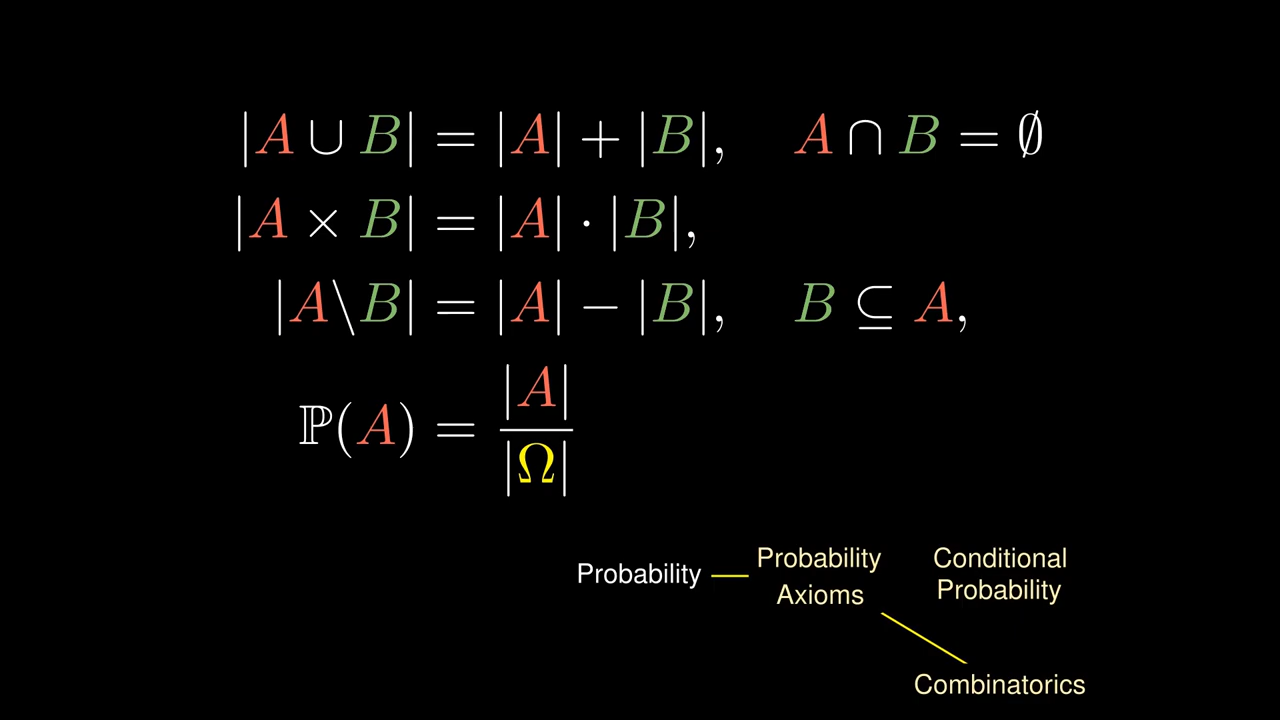 |A ∪ B| = |A| + |B|, A ∩ B = ∅
|A × B| = |A| · |B|,
|A\B| = |A| − |B|, B ⊆ A,
ℙ(A) = |A| / |Ω|
Probability
Probability
Axioms
Conditional
Probability
Combinatorics